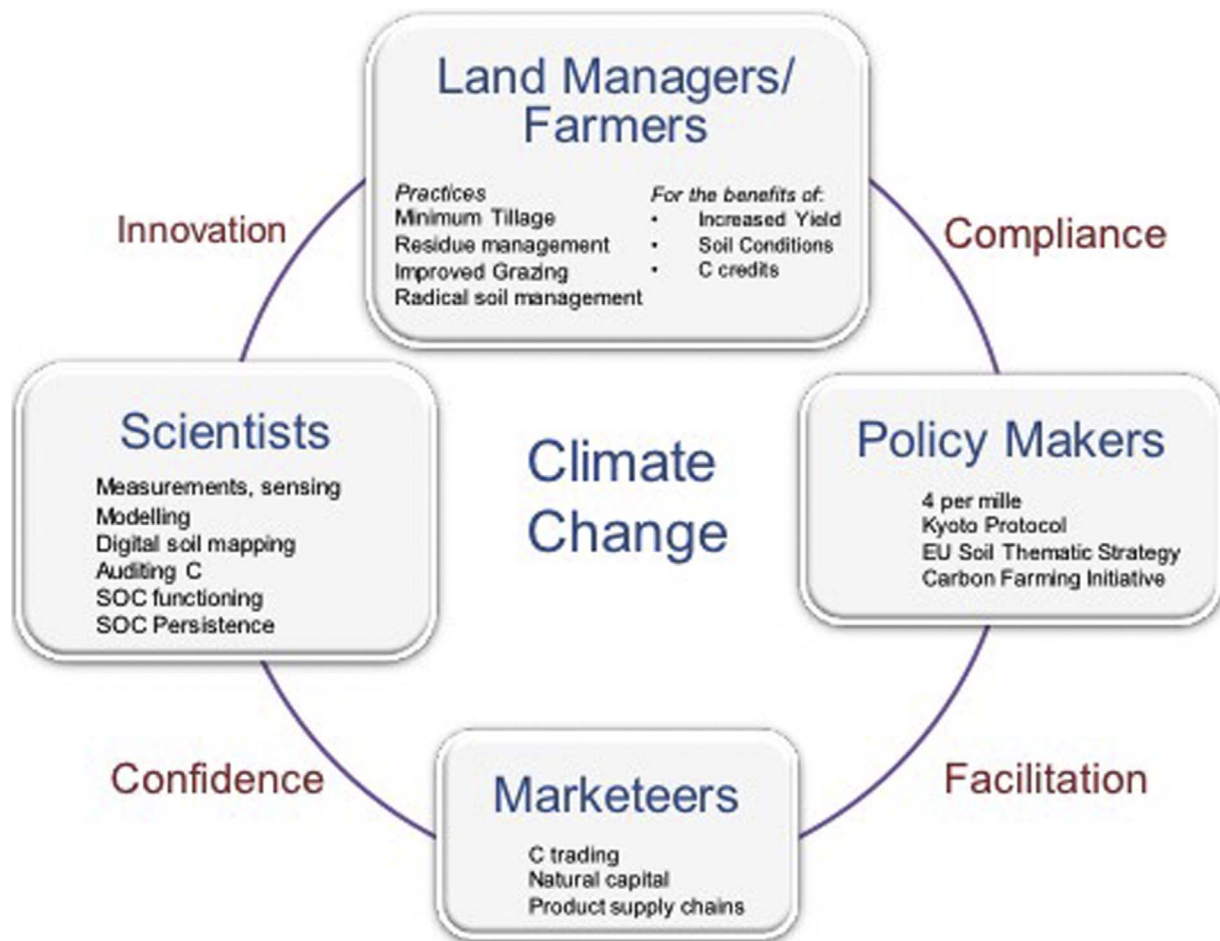 Land Managers/
Farmers
Practices
Minimum Tillage
Residue management
Improved Grazing
Radical soil management
For the benefits of:
• Increased Yield
• Soil Conditions
• C credits
Innovation
Compliance
Scientists
Measurements, sensing
Modelling
Digital soil mapping
Auditing C
SOC functioning
SOC Persistence
Climate
Change
Policy Makers
4 per mille
Kyoto Protocol
EU Soil Thematic Strategy
Carbon Farming Initiative
Confidence
Facilitation
Marketeers
C trading
Natural capital
Product supply chains